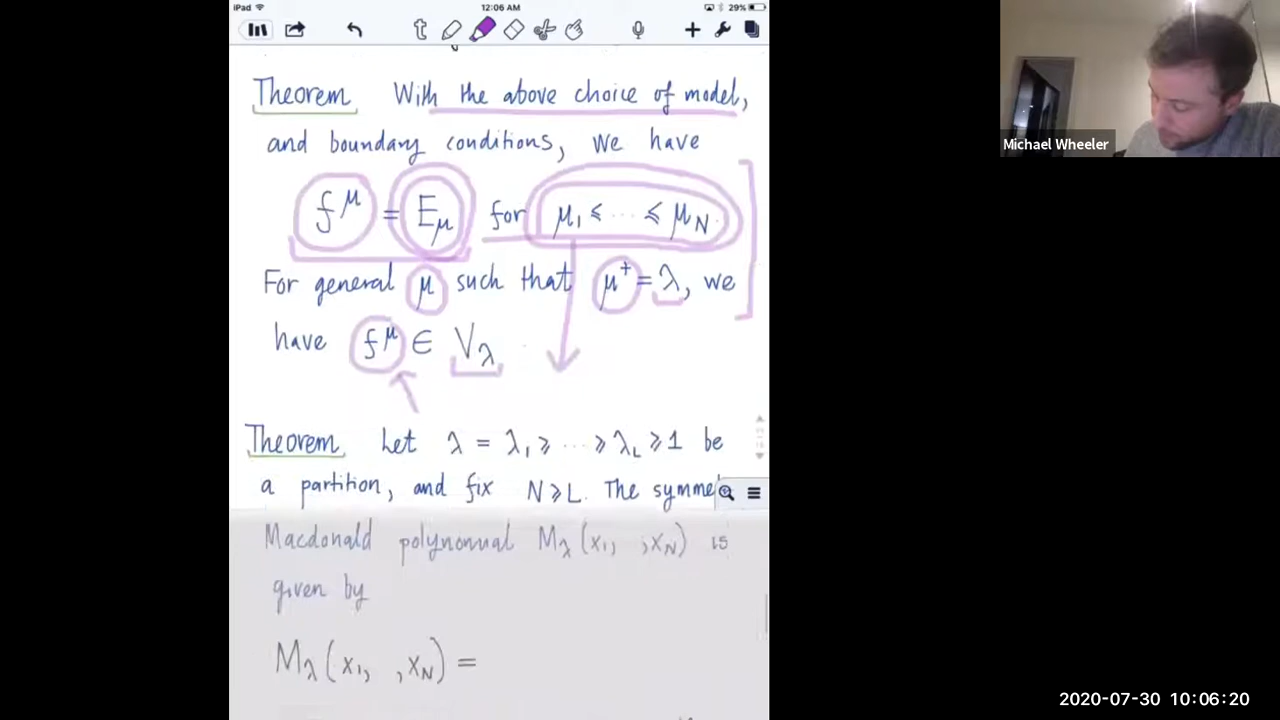 iPad
12:06 AM
29%
t
Theorem With the above choice of model,
and boundary conditions, we have
f^μ = E_μ for μ_1 ≤ ... ≤ μ_N.
For general μ such that μ^+ = λ, we
have f^μ ∈ V_λ
Theorem Let λ = λ_1 ≥ ... ≥ λ_L ≥ 1 be
a partition, and fix N ≥ L. The symme
Macdonald polynomial M_λ(x_1, , x_N) is
given by
M_λ(x_1, , x_N) =
Michael Wheeler
2020-07-30 10:06:20